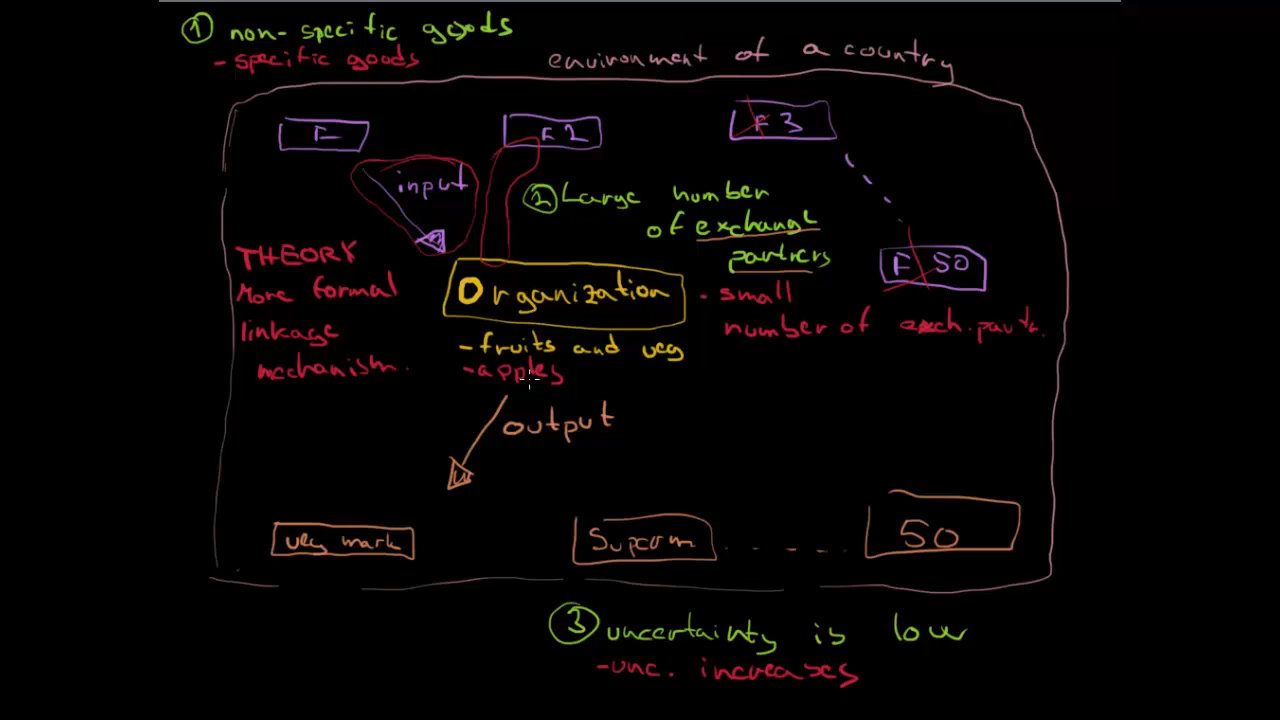 ① non-specific goods
- specific goods
environment of a country
F
F2
F3
input
② Large number
of exchange
partners
F 50
THEORY
More formal
linkage
mechanism.
Organization
- small
number of exch. partn.
- fruits and veg
- apples
output
veg mark
Superm
50
③ uncertainty is low
- unc. increases